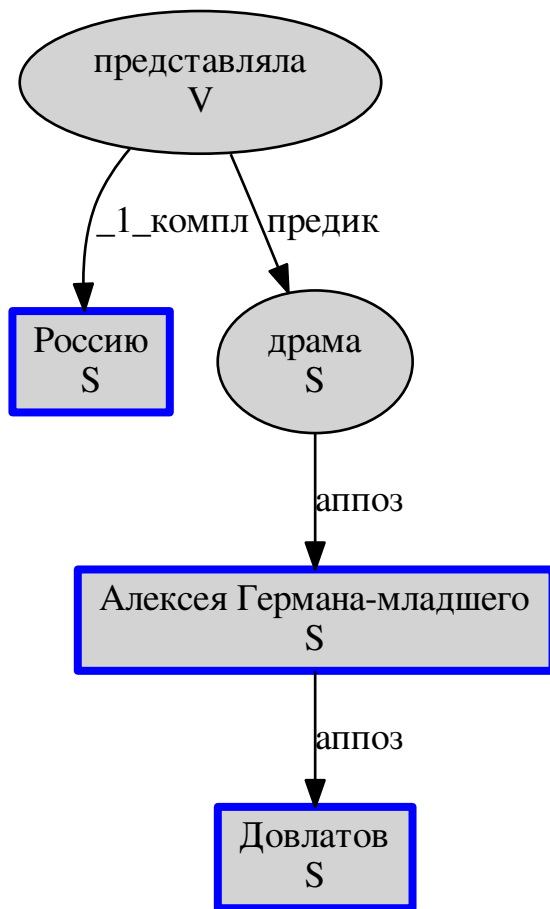 представляла
V
_1_компл
предик
Россию
S
драма
S
аппоз
Алексея Германа-младшего
S
аппоз
Довлатов
S